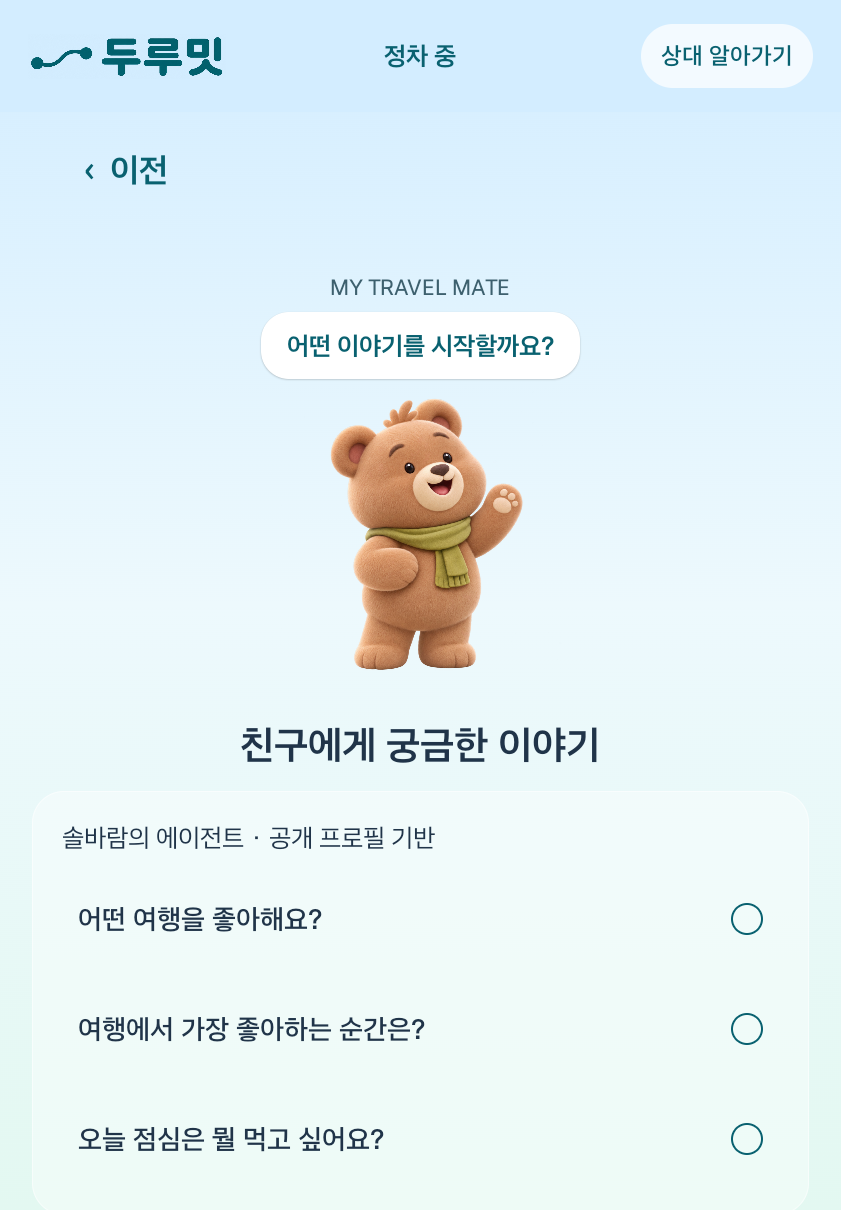 두루밋
정차 중
상대 알아가기
‹ 이전
MY TRAVEL MATE
어떤 이야기를 시작할까요?
친구에게 궁금한 이야기
솔바람의 에이전트 · 공개 프로필 기반
어떤 여행을 좋아해요?
여행에서 가장 좋아하는 순간은?
오늘 점심은 뭘 먹고 싶어요?